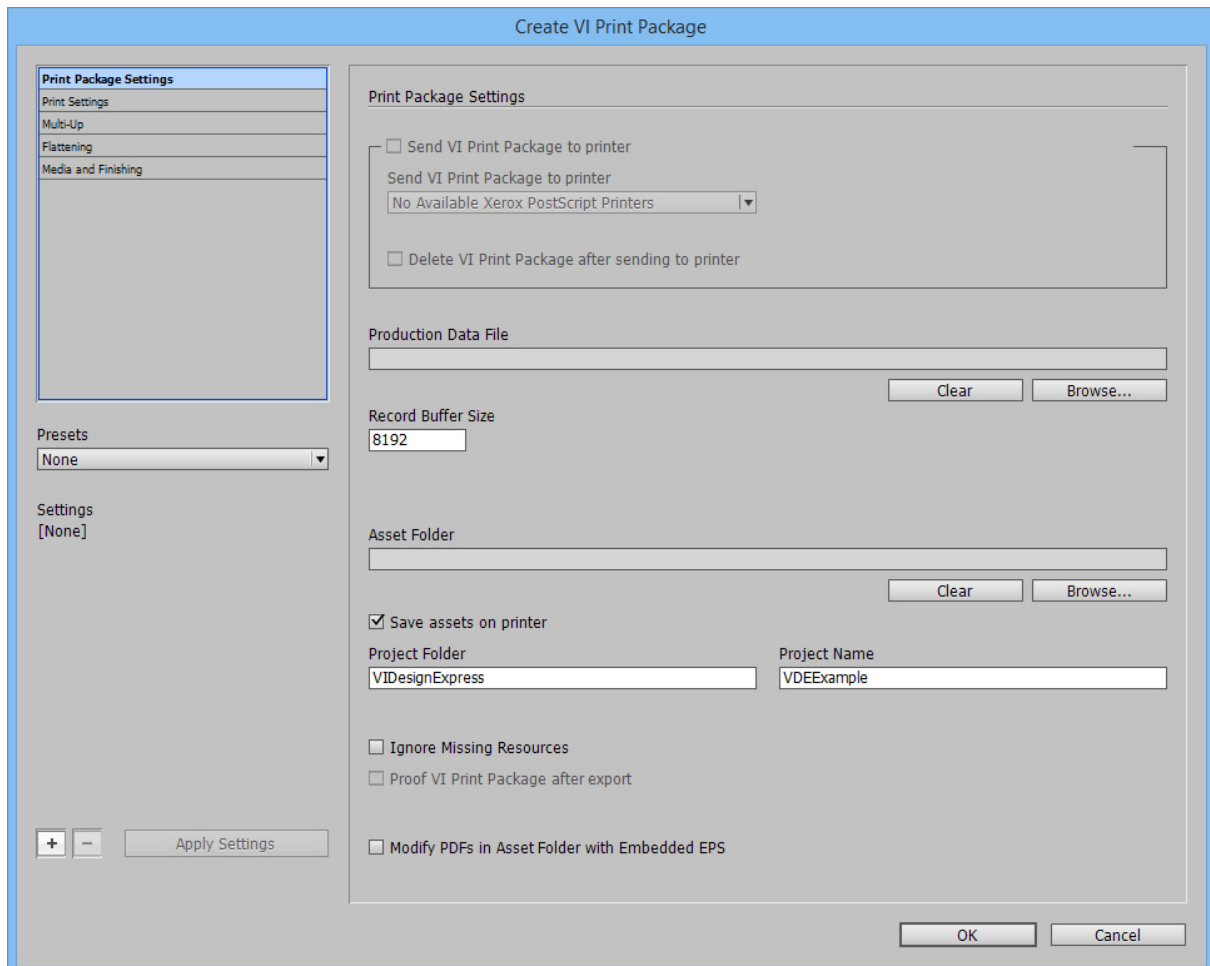 Create VI Print Package
Print Package Settings
Print Settings
Multi-Up
Flattening
Media and Finishing
Presets
None
Settings
[None]
+
−
Apply Settings
Print Package Settings
Send VI Print Package to printer
Send VI Print Package to printer
No Available Xerox PostScript Printers
Delete VI Print Package after sending to printer
Production Data File
Clear Browse...
Record Buffer Size
8192
Asset Folder
Clear Browse...
Save assets on printer
Project Folder Project Name
VIDesignExpress VDEExample
Ignore Missing Resources
Proof VI Print Package after export
Modify PDFs in Asset Folder with Embedded EPS
OK Cancel